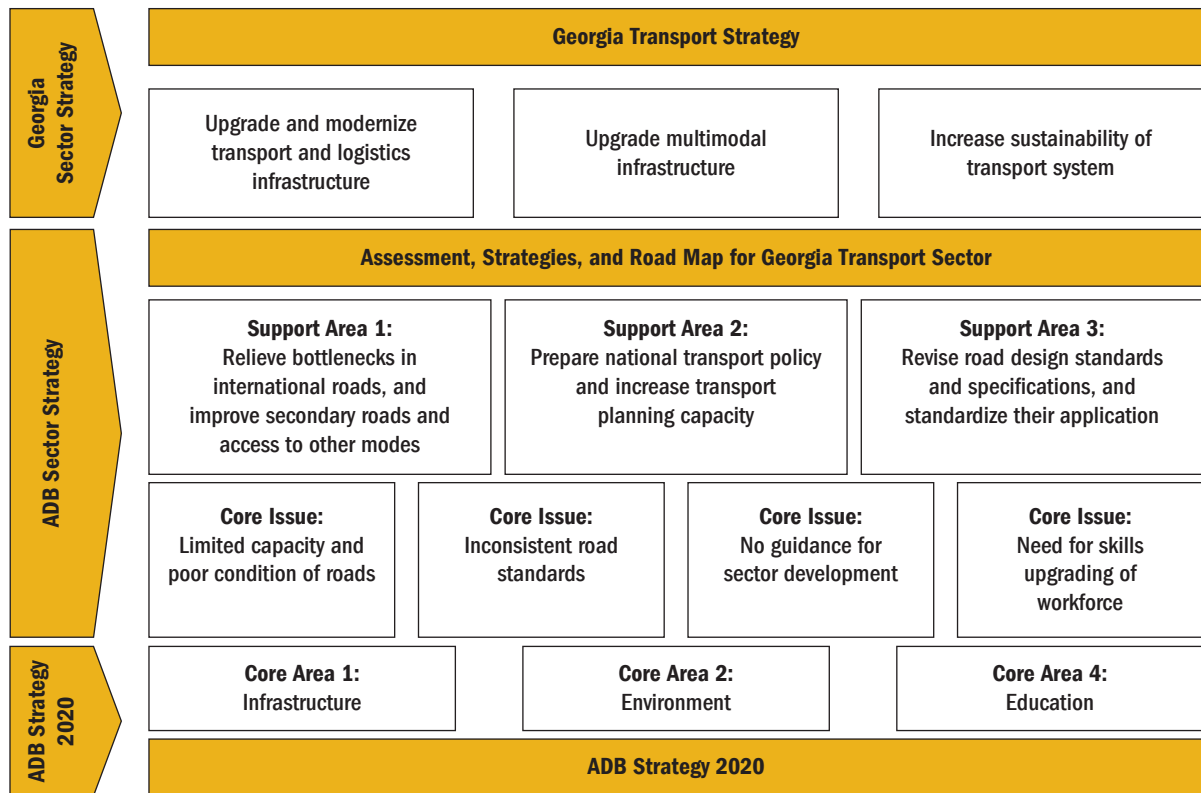 Georgia
Sector Strategy
Georgia Transport Strategy
Upgrade and modernize
transport and logistics
infrastructure
Upgrade multimodal
infrastructure
Increase sustainability of
transport system
ADB Sector Strategy
Assessment, Strategies, and Road Map for Georgia Transport Sector
Support Area 1:
Relieve bottlenecks in
international roads, and
improve secondary roads and
access to other modes
Support Area 2:
Prepare national transport policy
and increase transport
planning capacity
Support Area 3:
Revise road design standards
and specifications, and
standardize their application
Core Issue:
Limited capacity and
poor condition of roads
Core Issue:
Inconsistent road
standards
Core Issue:
No guidance for
sector development
Core Issue:
Need for skills
upgrading of
workforce
ADB Strategy
2020
Core Area 1:
Infrastructure
Core Area 2:
Environment
Core Area 4:
Education
ADB Strategy 2020